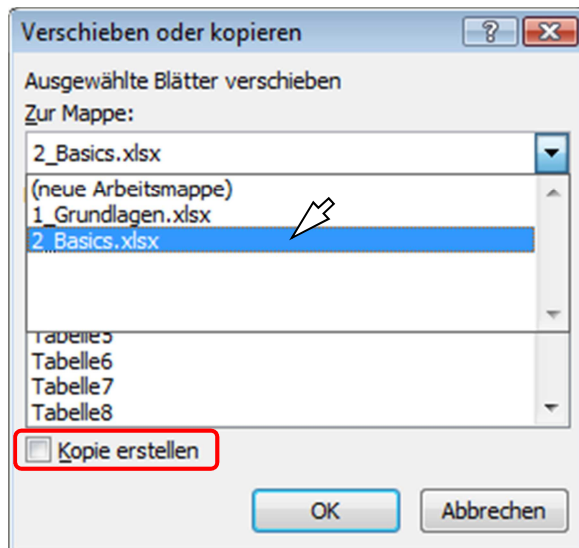 Verschieben oder kopieren
?
Ausgewählte Blätter verschieben
Zur Mappe:
2_Basics.xlsx
(neue Arbeitsmappe)
1_Grundlagen.xlsx
2_Basics.xlsx
Tabelle5
Tabelle6
Tabelle7
Tabelle8
Kopie erstellen
OK
Abbrechen